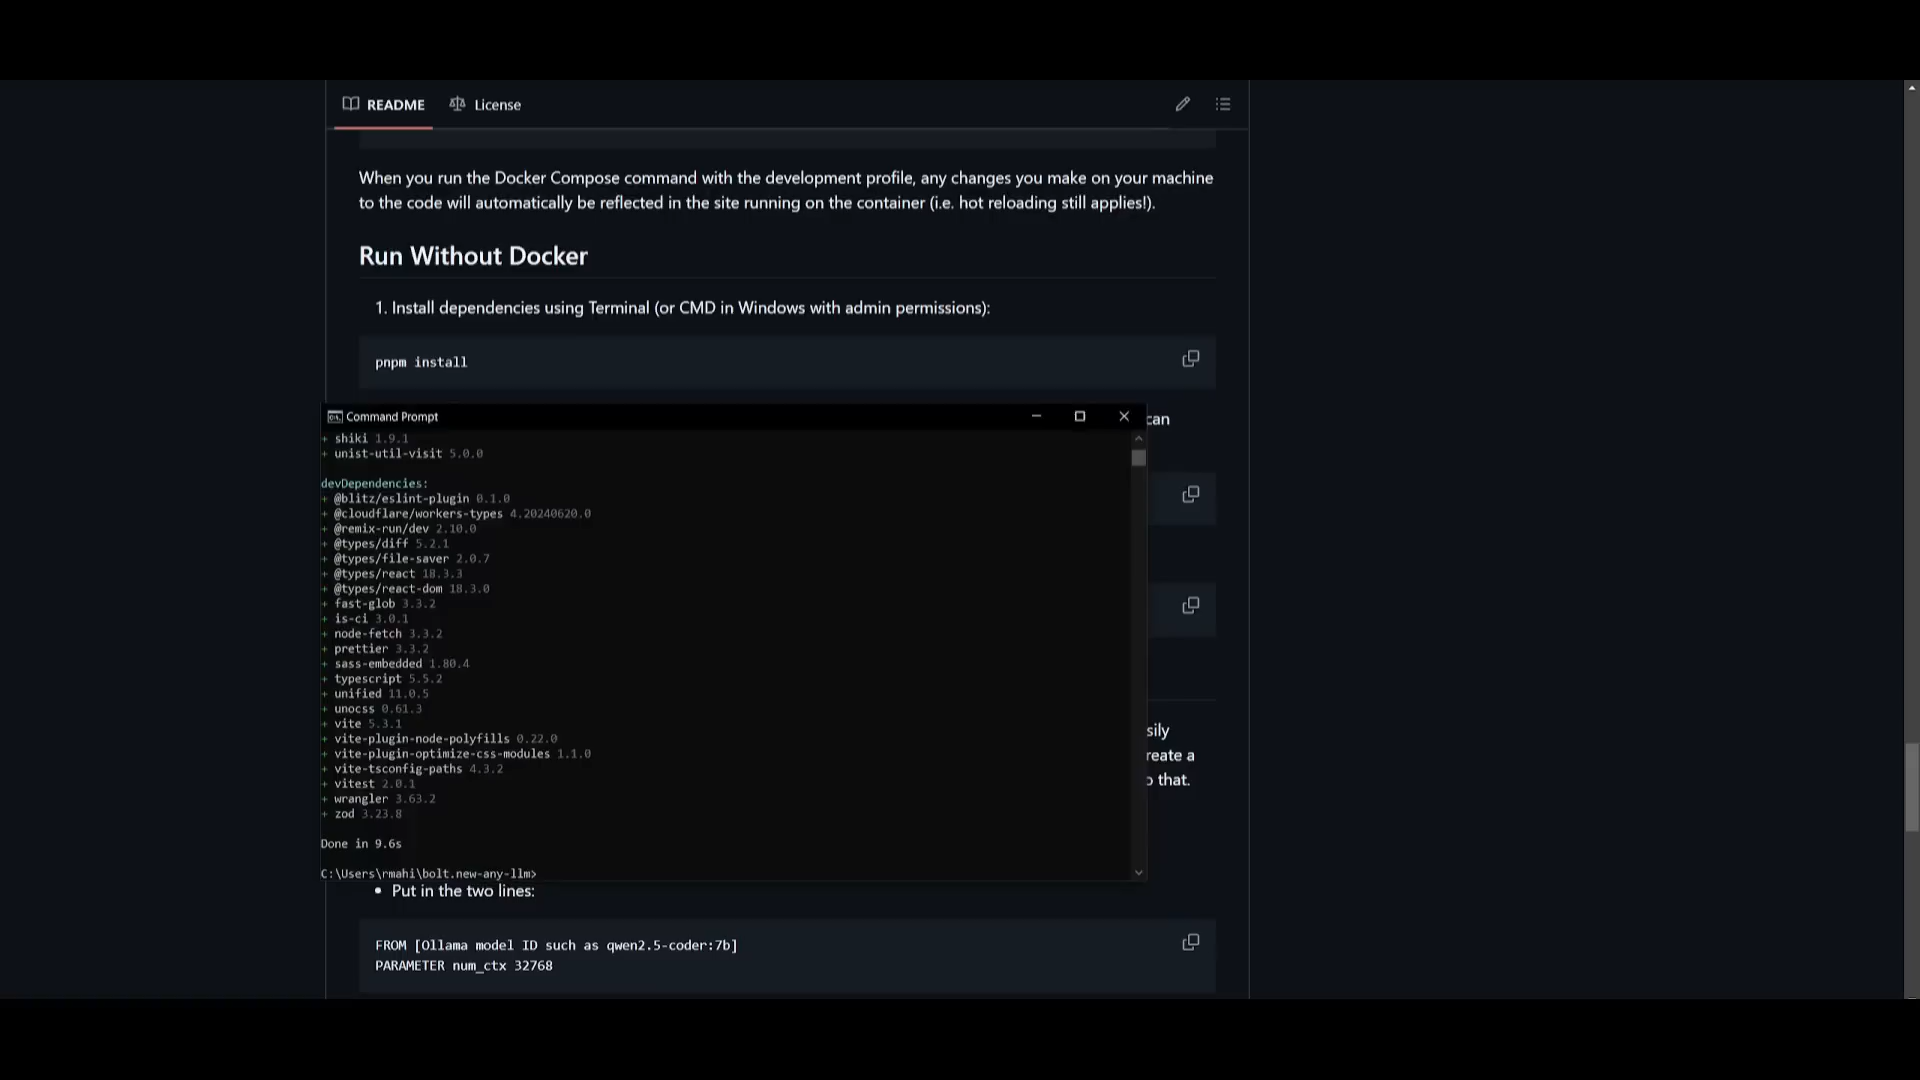 README
License
When you run the Docker Compose command with the development profile, any changes you make on your machine
to the code will automatically be reflected in the site running on the container (i.e. hot reloading still applies!).
Run Without Docker
1. Install dependencies using Terminal (or CMD in Windows with admin permissions):
pnpm install
Command Prompt
can
+ shiki 1.9.1
+ unist-util-visit 5.0.0
devDependencies:
+ @blitz/eslint-plugin 0.1.0
+ @cloudflare/workers-types 4.20240620.0
+ @remix-run/dev 2.10.0
+ @types/diff 5.2.1
+ @types/file-saver 2.0.7
+ @types/react 18.3.3
+ @types/react-dom 18.3.0
+ fast-glob 3.3.2
+ is-ci 3.0.1
+ node-fetch 3.3.2
+ prettier 3.3.2
+ sass-embedded 1.80.4
+ typescript 5.5.2
+ unified 11.0.5
+ unocss 0.61.3
+ vite 5.3.1
sily
+ vite-plugin-node-polyfills 0.22.0
+ vite-plugin-optimize-css-modules 1.1.0
reate a
+ vite-tsconfig-paths 4.3.2
+ vitest 2.0.1
o that.
+ wrangler 3.63.2
+ zod 3.23.8
Done in 9.6s
C:\Users\rmahi\bolt.new-any-llm>
• Put in the two lines:
FROM [Ollama model ID such as qwen2.5-coder:7b]
PARAMETER num_ctx 32768